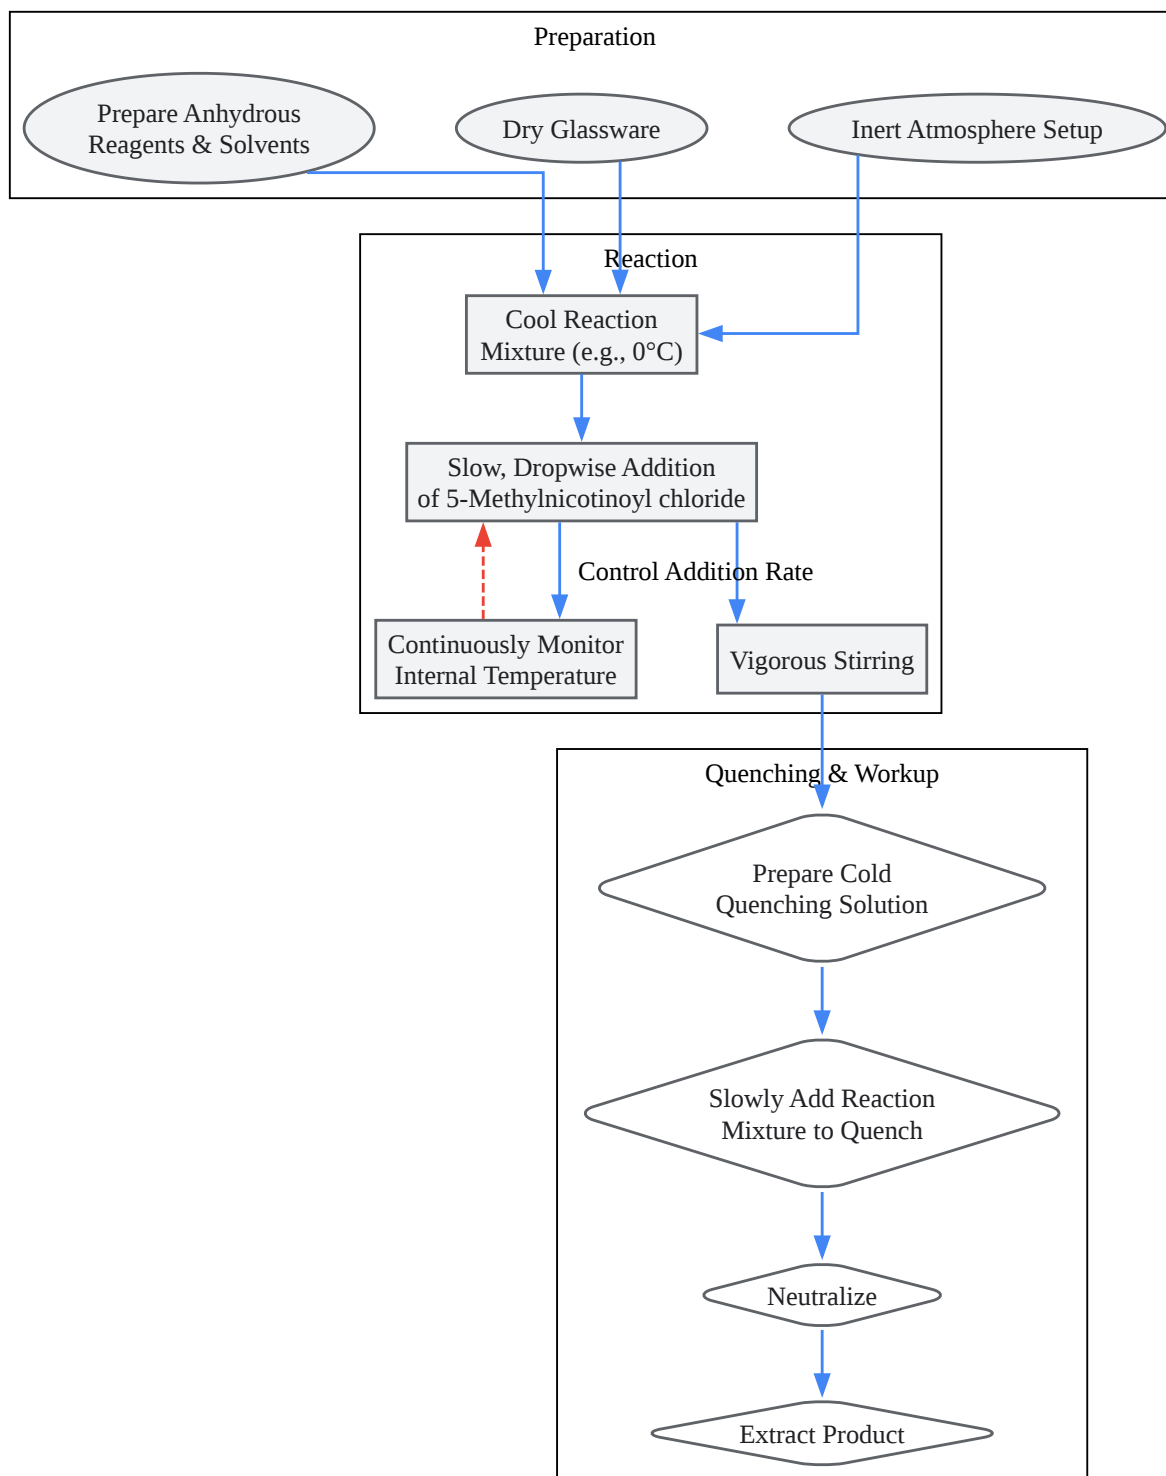 Preparation
Prepare Anhydrous
Reagents & Solvents
Dry Glassware
Inert Atmosphere Setup
Reaction
Cool Reaction
Mixture (e.g., 0°C)
Slow, Dropwise Addition
of 5-Methylnicotinoyl chloride
Control Addition Rate
Continuously Monitor
Internal Temperature
Vigorous Stirring
Quenching & Workup
Prepare Cold
Quenching Solution
Slowly Add Reaction
Mixture to Quench
Neutralize
Extract Product